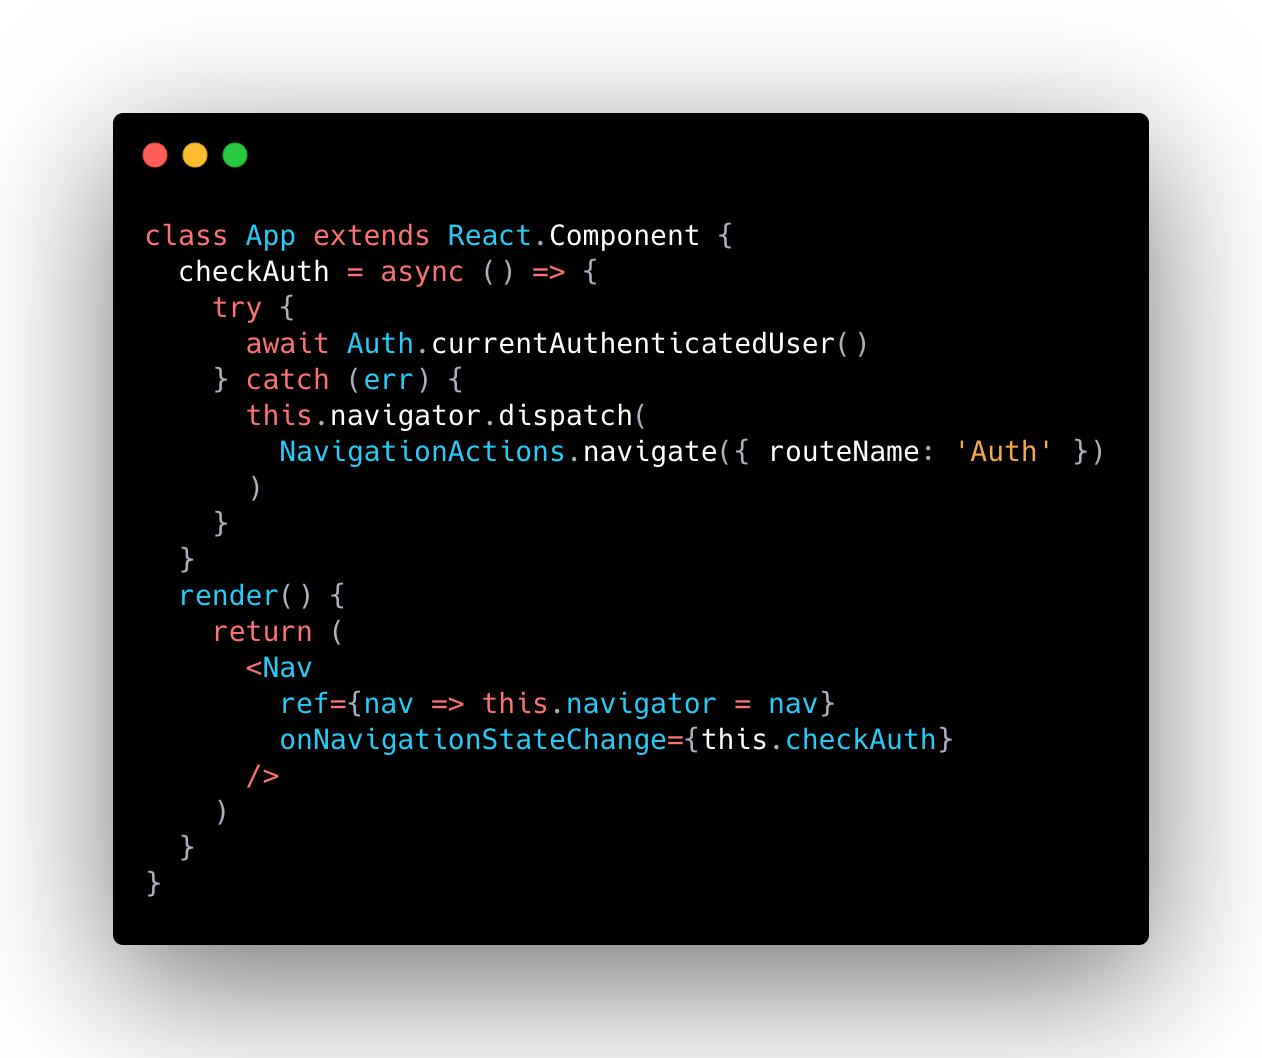 class App extends React.Component {
  checkAuth = async () => {
    try {
      await Auth.currentAuthenticatedUser()
    } catch (err) {
      this.navigator.dispatch(
        NavigationActions.navigate({ routeName: 'Auth' })
      )
    }
  }
  render() {
    return (
      <Nav
        ref={nav => this.navigator = nav}
        onNavigationStateChange={this.checkAuth}
      />
    )
  }
}